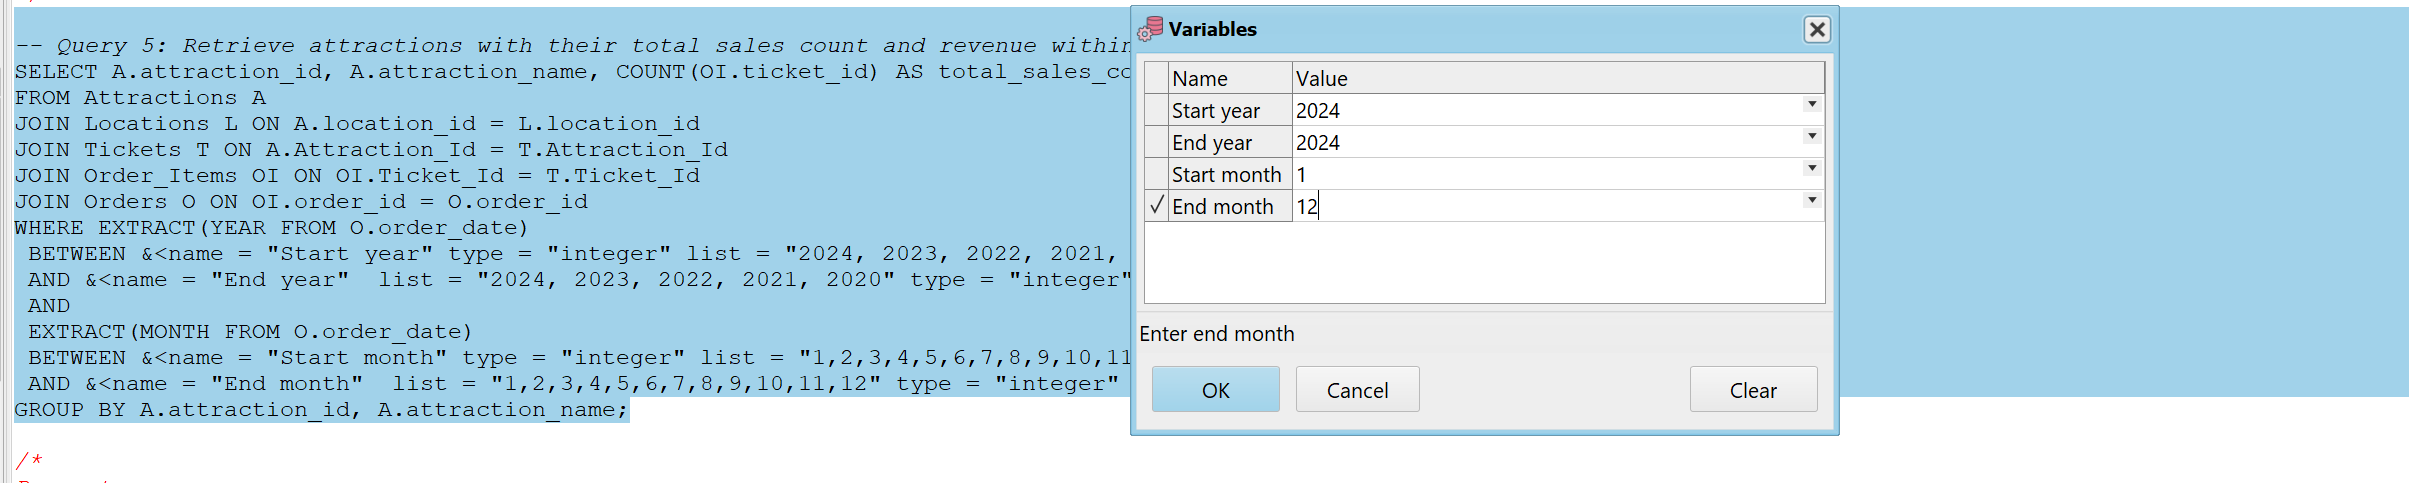 -- Query 5: Retrieve attractions with their total sales count and revenue within
SELECT A.attraction_id, A.attraction_name, COUNT(OI.ticket_id) AS total_sales_co
FROM Attractions A
JOIN Locations L ON A.location_id = L.location_id
JOIN Tickets T ON A.Attraction_Id = T.Attraction_Id
JOIN Order_Items OI ON OI.Ticket_Id = T.Ticket_Id
JOIN Orders O ON OI.order_id = O.order_id
WHERE EXTRACT(YEAR FROM O.order_date)
BETWEEN &<name = "Start year" type = "integer" list = "2024, 2023, 2022, 2021,
AND &<name = "End year"  list = "2024, 2023, 2022, 2021, 2020" type = "integer"
AND
EXTRACT(MONTH FROM O.order_date)
BETWEEN &<name = "Start month" type = "integer" list = "1,2,3,4,5,6,7,8,9,10,11
AND &<name = "End month"  list = "1,2,3,4,5,6,7,8,9,10,11,12" type = "integer"
GROUP BY A.attraction_id, A.attraction_name;
/*
Variables
Name Value
Start year 2024
End year 2024
Start month 1
End month 12
Enter end month
OK Cancel Clear